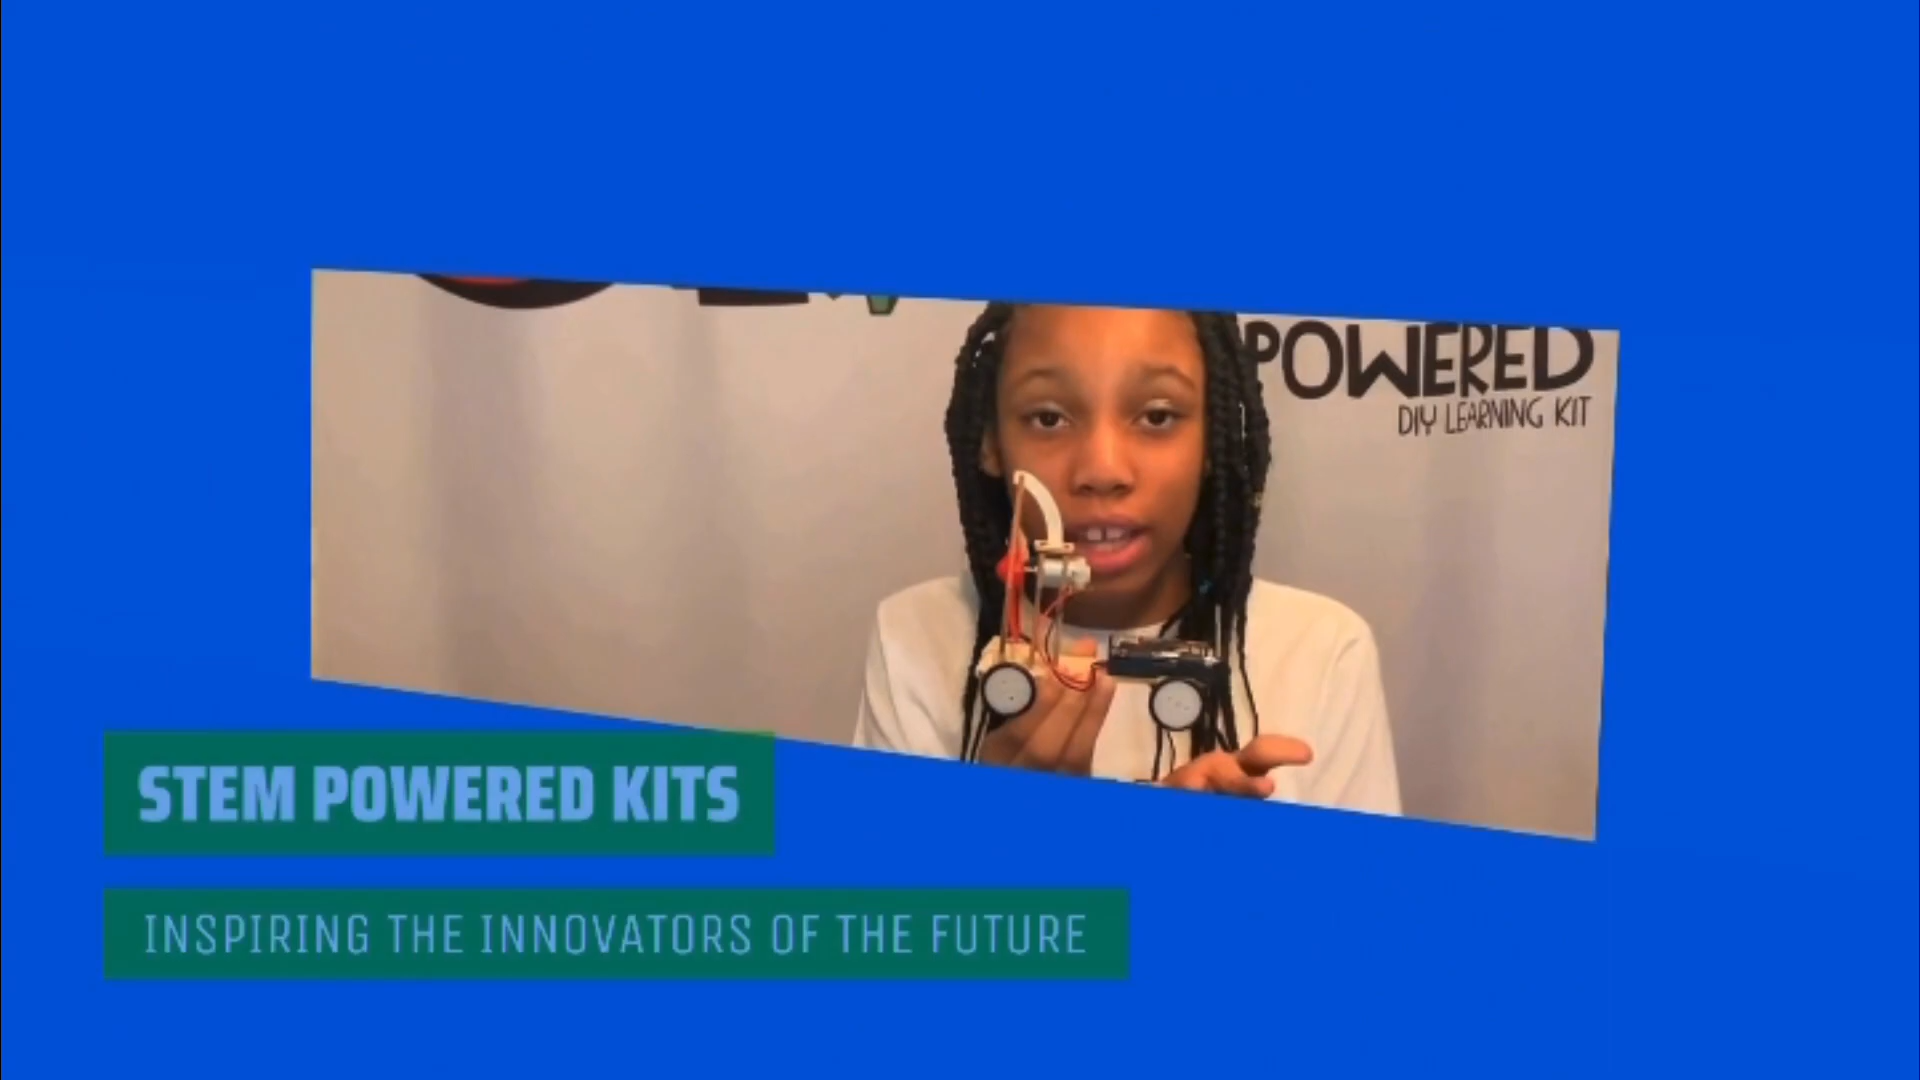 POWERED
DIY LEARNING KIT
STEM POWERED KITS
INSPIRING THE INNOVATORS OF THE FUTURE